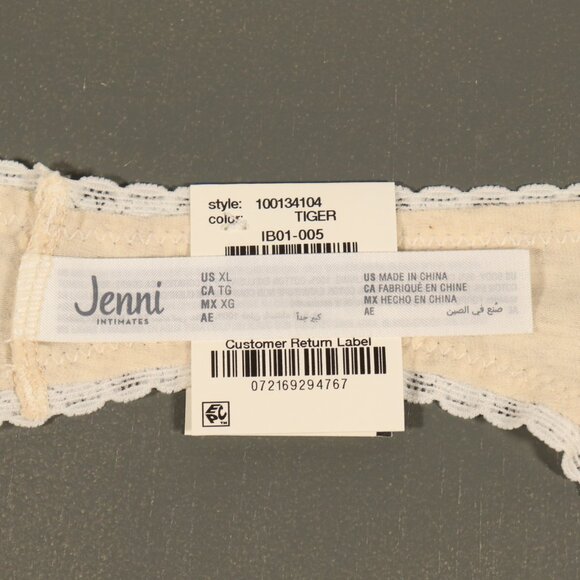 style: 100134104
color: TIGER
IB01-005
Jenni
INTIMATES
US XL
CA TG
MX XG
AE كبير جداً
US MADE IN CHINA
CA FABRIQUÉ EN CHINE
MX HECHO EN CHINA
AE صُنع في الصين
Customer Return Label
072169294767